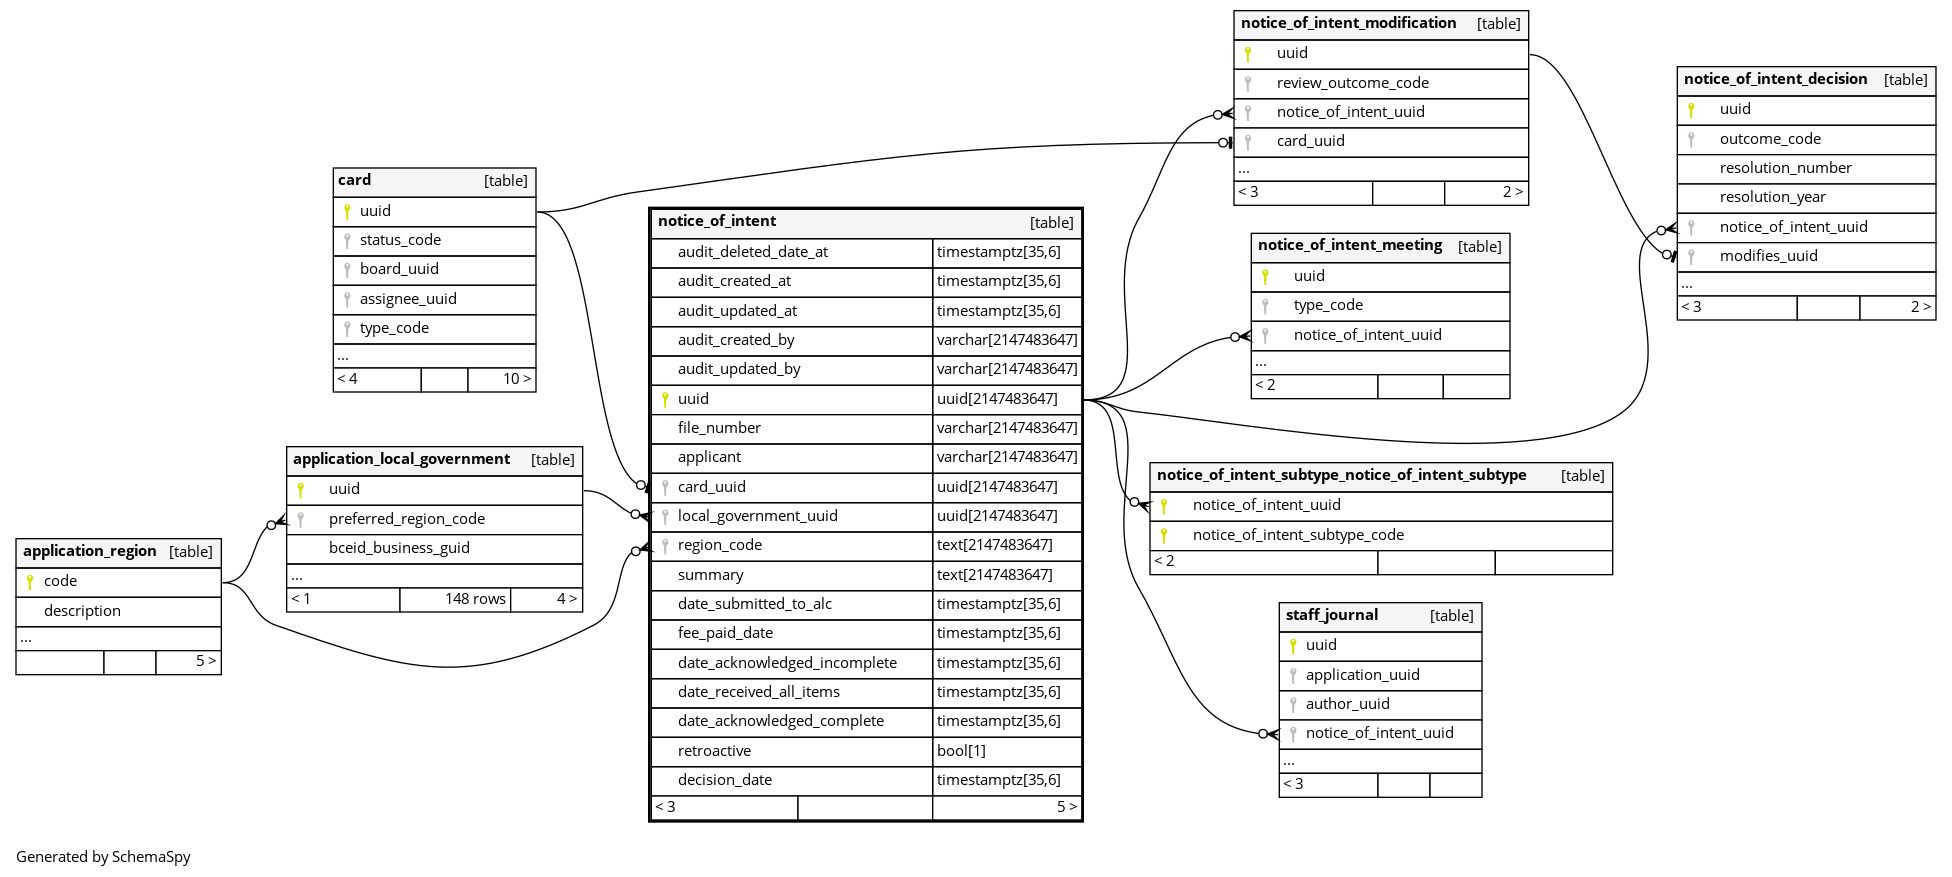 notice_of_intent_modification [table]
uuid
review_outcome_code
notice_of_intent_uuid
card_uuid
...
< 3 2 >
notice_of_intent_decision [table]
uuid
outcome_code
resolution_number
resolution_year
notice_of_intent_uuid
modifies_uuid
...
< 3 2 >
card [table]
uuid
status_code
board_uuid
assignee_uuid
type_code
...
< 4 10 >
notice_of_intent [table]
audit_deleted_date_at timestamptz[35,6]
audit_created_at timestamptz[35,6]
audit_updated_at timestamptz[35,6]
audit_created_by varchar[2147483647]
audit_updated_by varchar[2147483647]
uuid uuid[2147483647]
file_number varchar[2147483647]
applicant varchar[2147483647]
card_uuid uuid[2147483647]
local_government_uuid uuid[2147483647]
region_code text[2147483647]
summary text[2147483647]
date_submitted_to_alc timestamptz[35,6]
fee_paid_date timestamptz[35,6]
date_acknowledged_incomplete timestamptz[35,6]
date_received_all_items timestamptz[35,6]
date_acknowledged_complete timestamptz[35,6]
retroactive bool[1]
decision_date timestamptz[35,6]
< 3 5 >
notice_of_intent_meeting [table]
uuid
type_code
notice_of_intent_uuid
...
< 2
application_local_government [table]
uuid
preferred_region_code
bceid_business_guid
...
< 1 148 rows 4 >
notice_of_intent_subtype_notice_of_intent_subtype [table]
notice_of_intent_uuid
notice_of_intent_subtype_code
< 2
application_region [table]
code
description
...
5 >
staff_journal [table]
uuid
application_uuid
author_uuid
notice_of_intent_uuid
...
< 3
Generated by SchemaSpy